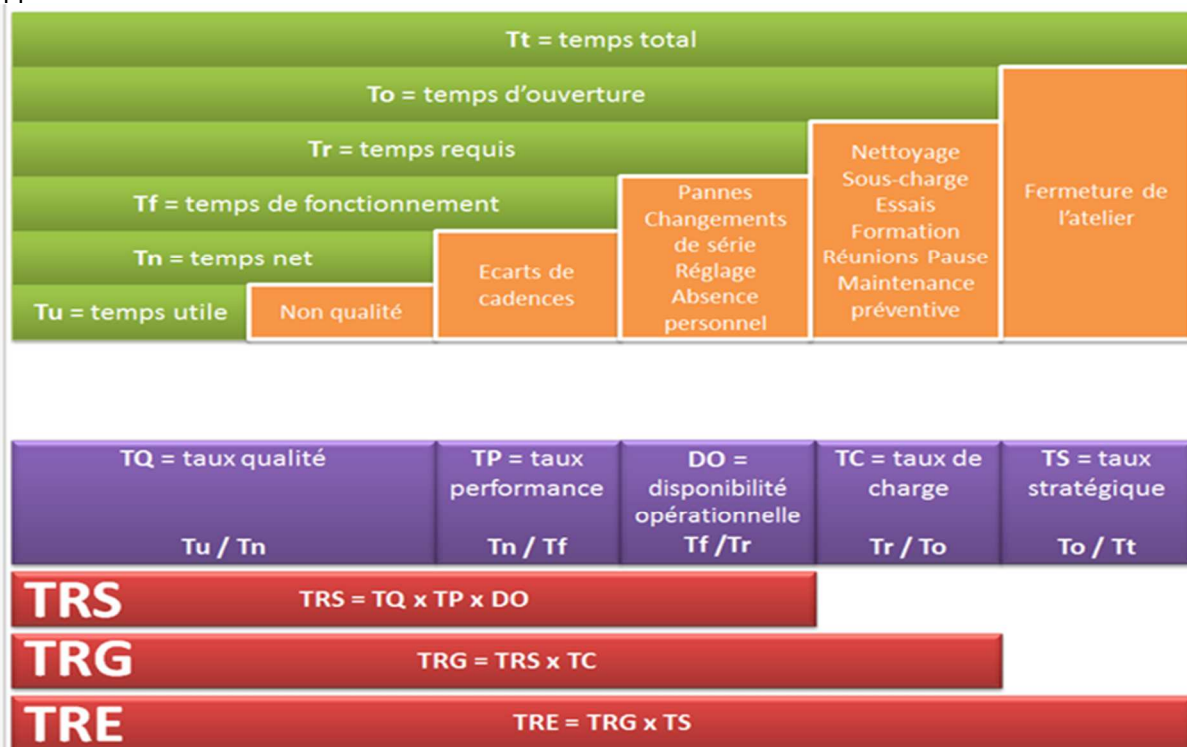 Tt = temps total
To = temps d'ouverture
Tr = temps requis
Tf = temps de fonctionnement
Tn = temps net
Tu = temps utile
Non qualité
Ecarts de
cadences
Pannes
Changements
de série
Réglage
Absence
personnel
Nettoyage
Sous-charge
Essais
Formation
Réunions Pause
Maintenance
préventive
Fermeture de
l'atelier
TQ = taux qualité
Tu / Tn
TP = taux
performance
Tn / Tf
DO =
disponibilité
opérationnelle
Tf /Tr
TC = taux de
charge
Tr / To
TS = taux
stratégique
To / Tt
TRS
TRS = TQ x TP x DO
TRG
TRG = TRS x TC
TRE
TRE = TRG x TS